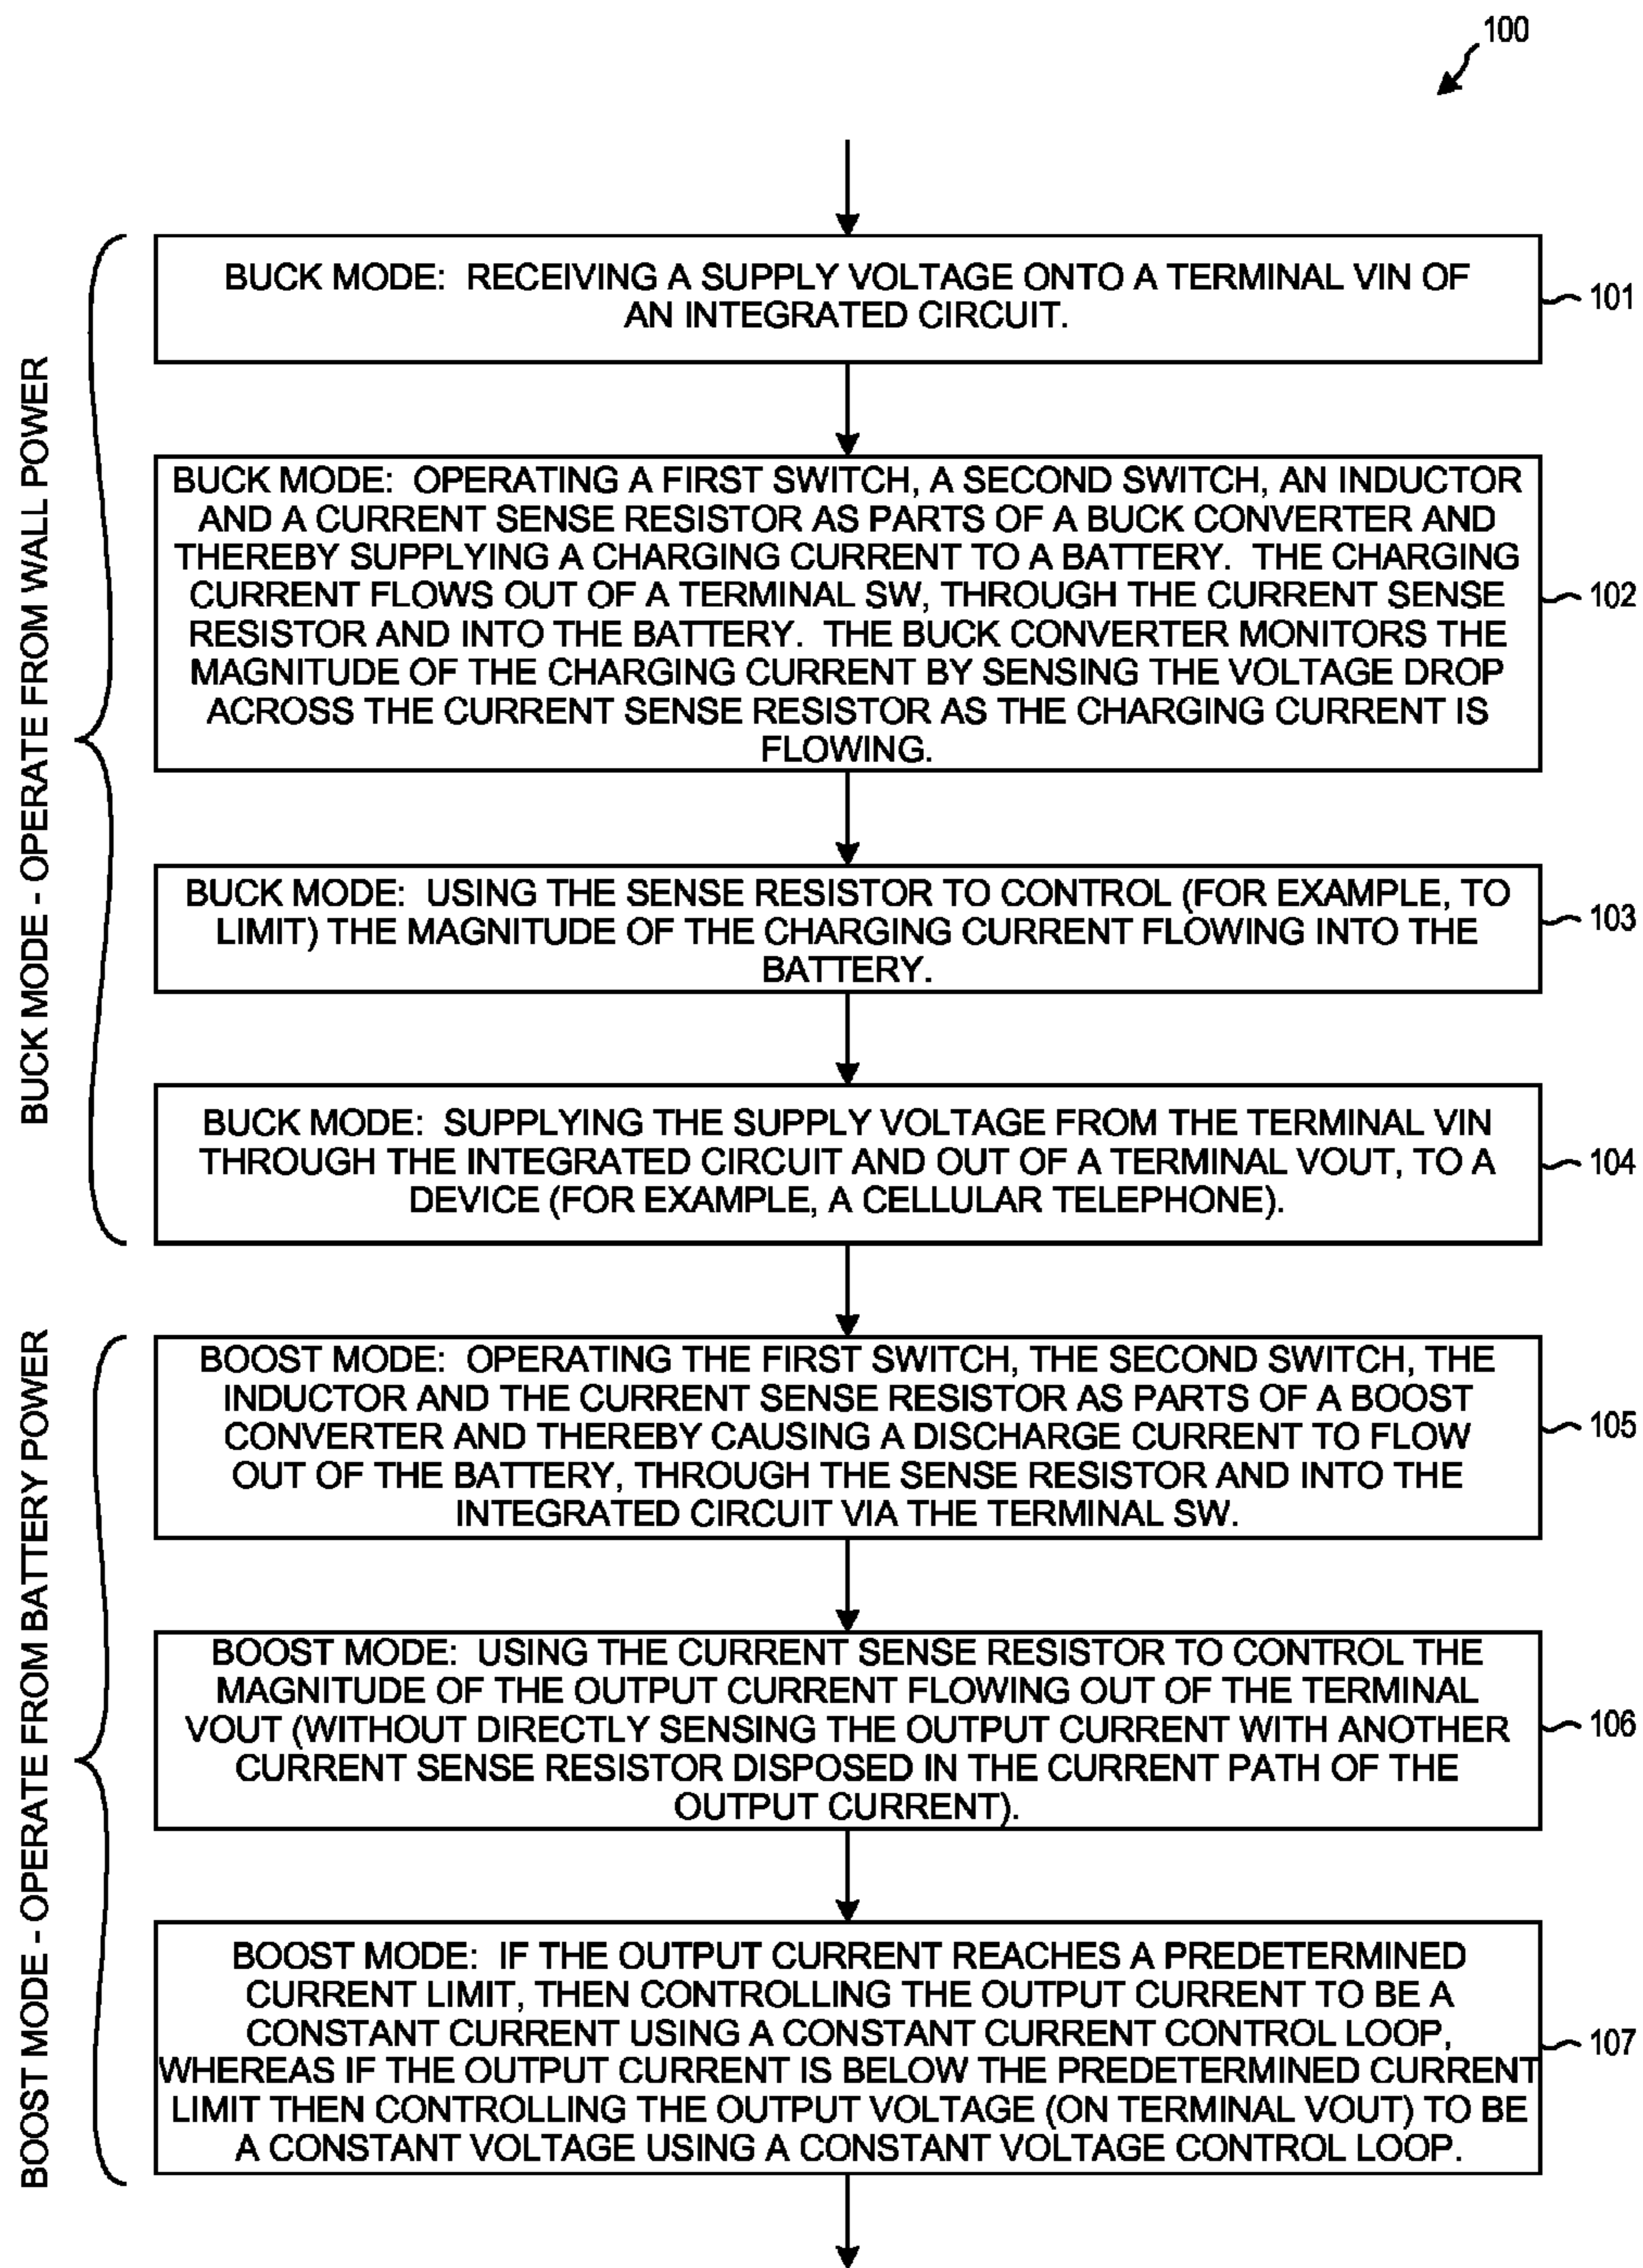 100
BUCK MODE - OPERATE FROM WALL POWER
BUCK MODE: RECEIVING A SUPPLY VOLTAGE ONTO A TERMINAL VIN OF
AN INTEGRATED CIRCUIT.
101
BUCK MODE: OPERATING A FIRST SWITCH, A SECOND SWITCH, AN INDUCTOR
AND A CURRENT SENSE RESISTOR AS PARTS OF A BUCK CONVERTER AND
THEREBY SUPPLYING A CHARGING CURRENT TO A BATTERY. THE CHARGING
CURRENT FLOWS OUT OF A TERMINAL SW, THROUGH THE CURRENT SENSE
RESISTOR AND INTO THE BATTERY. THE BUCK CONVERTER MONITORS THE
MAGNITUDE OF THE CHARGING CURRENT BY SENSING THE VOLTAGE DROP
ACROSS THE CURRENT SENSE RESISTOR AS THE CHARGING CURRENT IS
FLOWING.
102
BUCK MODE: USING THE SENSE RESISTOR TO CONTROL (FOR EXAMPLE, TO
LIMIT) THE MAGNITUDE OF THE CHARGING CURRENT FLOWING INTO THE
BATTERY.
103
BUCK MODE: SUPPLYING THE SUPPLY VOLTAGE FROM THE TERMINAL VIN
THROUGH THE INTEGRATED CIRCUIT AND OUT OF A TERMINAL VOUT, TO A
DEVICE (FOR EXAMPLE, A CELLULAR TELEPHONE).
104
BOOST MODE - OPERATE FROM BATTERY POWER
BOOST MODE: OPERATING THE FIRST SWITCH, THE SECOND SWITCH, THE
INDUCTOR AND THE CURRENT SENSE RESISTOR AS PARTS OF A BOOST
CONVERTER AND THEREBY CAUSING A DISCHARGE CURRENT TO FLOW
OUT OF THE BATTERY, THROUGH THE SENSE RESISTOR AND INTO THE
INTEGRATED CIRCUIT VIA THE TERMINAL SW.
105
BOOST MODE: USING THE CURRENT SENSE RESISTOR TO CONTROL THE
MAGNITUDE OF THE OUTPUT CURRENT FLOWING OUT OF THE TERMINAL
VOUT (WITHOUT DIRECTLY SENSING THE OUTPUT CURRENT WITH ANOTHER
CURRENT SENSE RESISTOR DISPOSED IN THE CURRENT PATH OF THE
OUTPUT CURRENT).
106
BOOST MODE: IF THE OUTPUT CURRENT REACHES A PREDETERMINED
CURRENT LIMIT, THEN CONTROLLING THE OUTPUT CURRENT TO BE A
CONSTANT CURRENT USING A CONSTANT CURRENT CONTROL LOOP,
WHEREAS IF THE OUTPUT CURRENT IS BELOW THE PREDETERMINED CURRENT
LIMIT THEN CONTROLLING THE OUTPUT VOLTAGE (ON TERMINAL VOUT) TO BE
A CONSTANT VOLTAGE USING A CONSTANT VOLTAGE CONTROL LOOP.
107